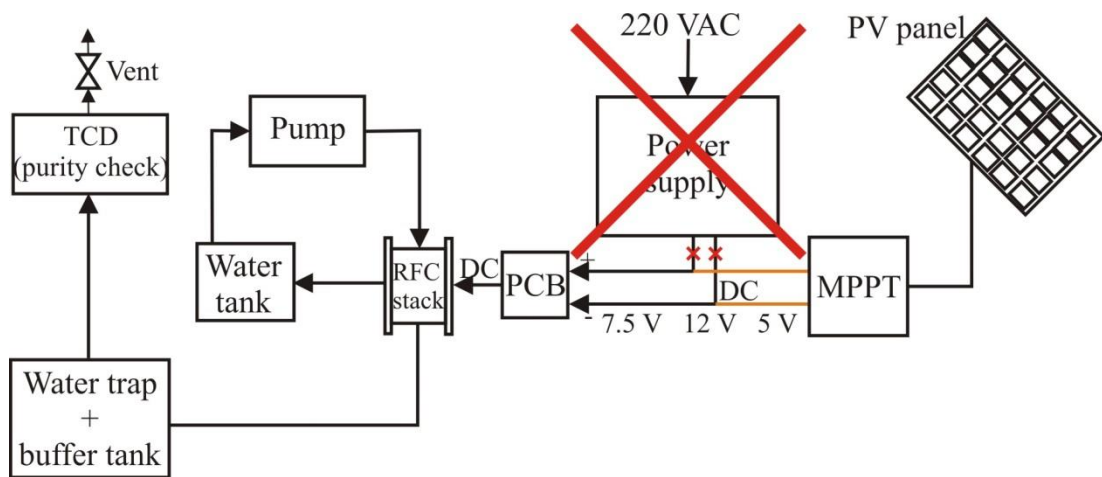 220 VAC
PV panel
Vent
TCD
(purity check)
Pump
Power
supply
Water
tank
RFC
stack
DC
PCB
+
-
DC
7.5 V 12 V 5 V
MPPT
Water trap
+
buffer tank